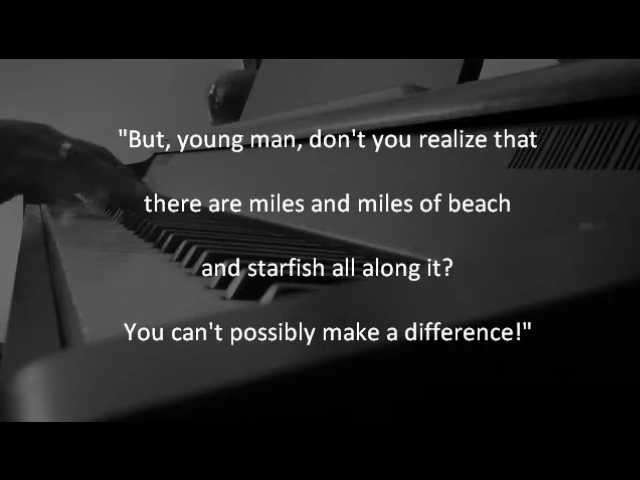 "But, young man, don't you realize that
there are miles and miles of beach
and starfish all along it?
You can't possibly make a difference!"